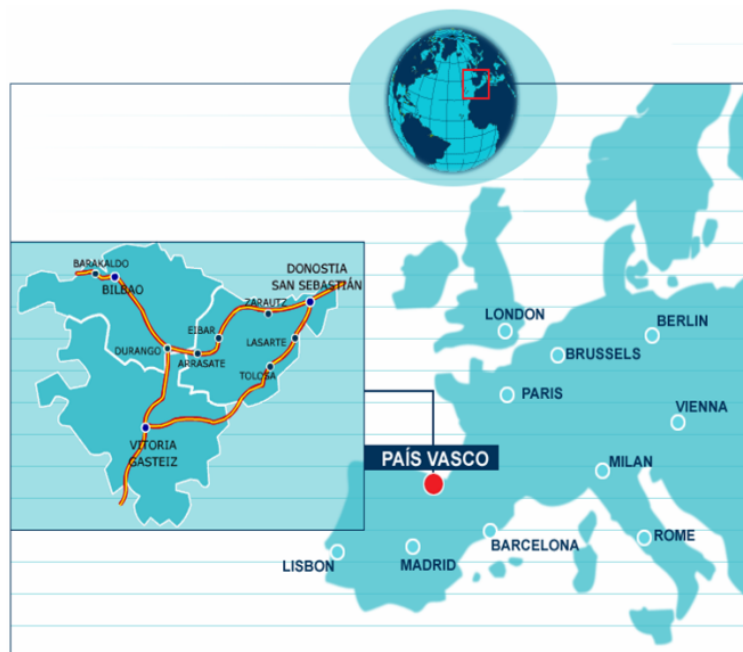 BARAKALDO
BILBAO
DONOSTIA
SAN SEBASTIÁN
ZARAUTZ
EIBAR
LASARTE
DURANGO
ARRASATE
TOLOSA
VITORIA
GASTEIZ
LONDON
BERLIN
BRUSSELS
PARIS
VIENNA
PAÍS VASCO
MILAN
ROME
BARCELONA
LISBON
MADRID